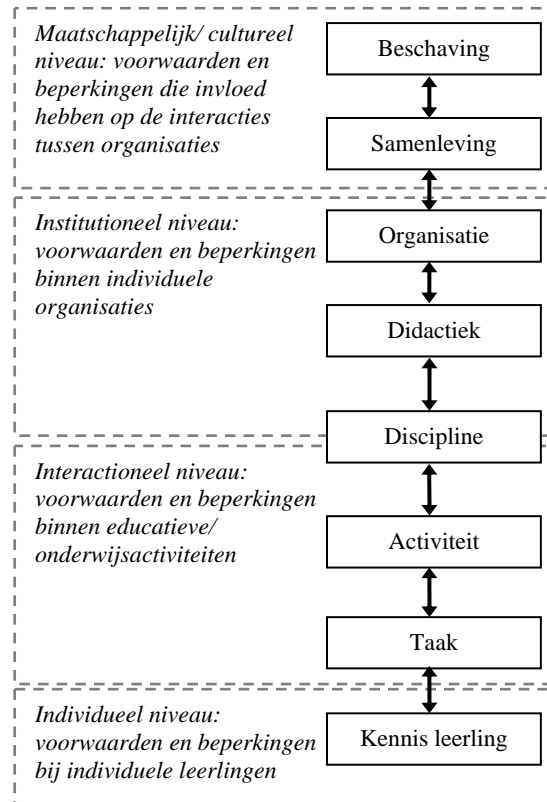 Maatschappelijk/ cultureel
niveau: voorwaarden en
beperkingen die invloed
hebben op de interacties
tussen organisaties
Beschaving
Samenleving
Institutioneel niveau:
voorwaarden en beperkingen
binnen individuele
organisaties
Organisatie
Didactiek
Discipline
Interactioneel niveau:
voorwaarden en beperkingen
binnen educatieve/
onderwijsactiviteiten
Activiteit
Taak
Individueel niveau:
voorwaarden en beperkingen
bij individuele leerlingen
Kennis leerling